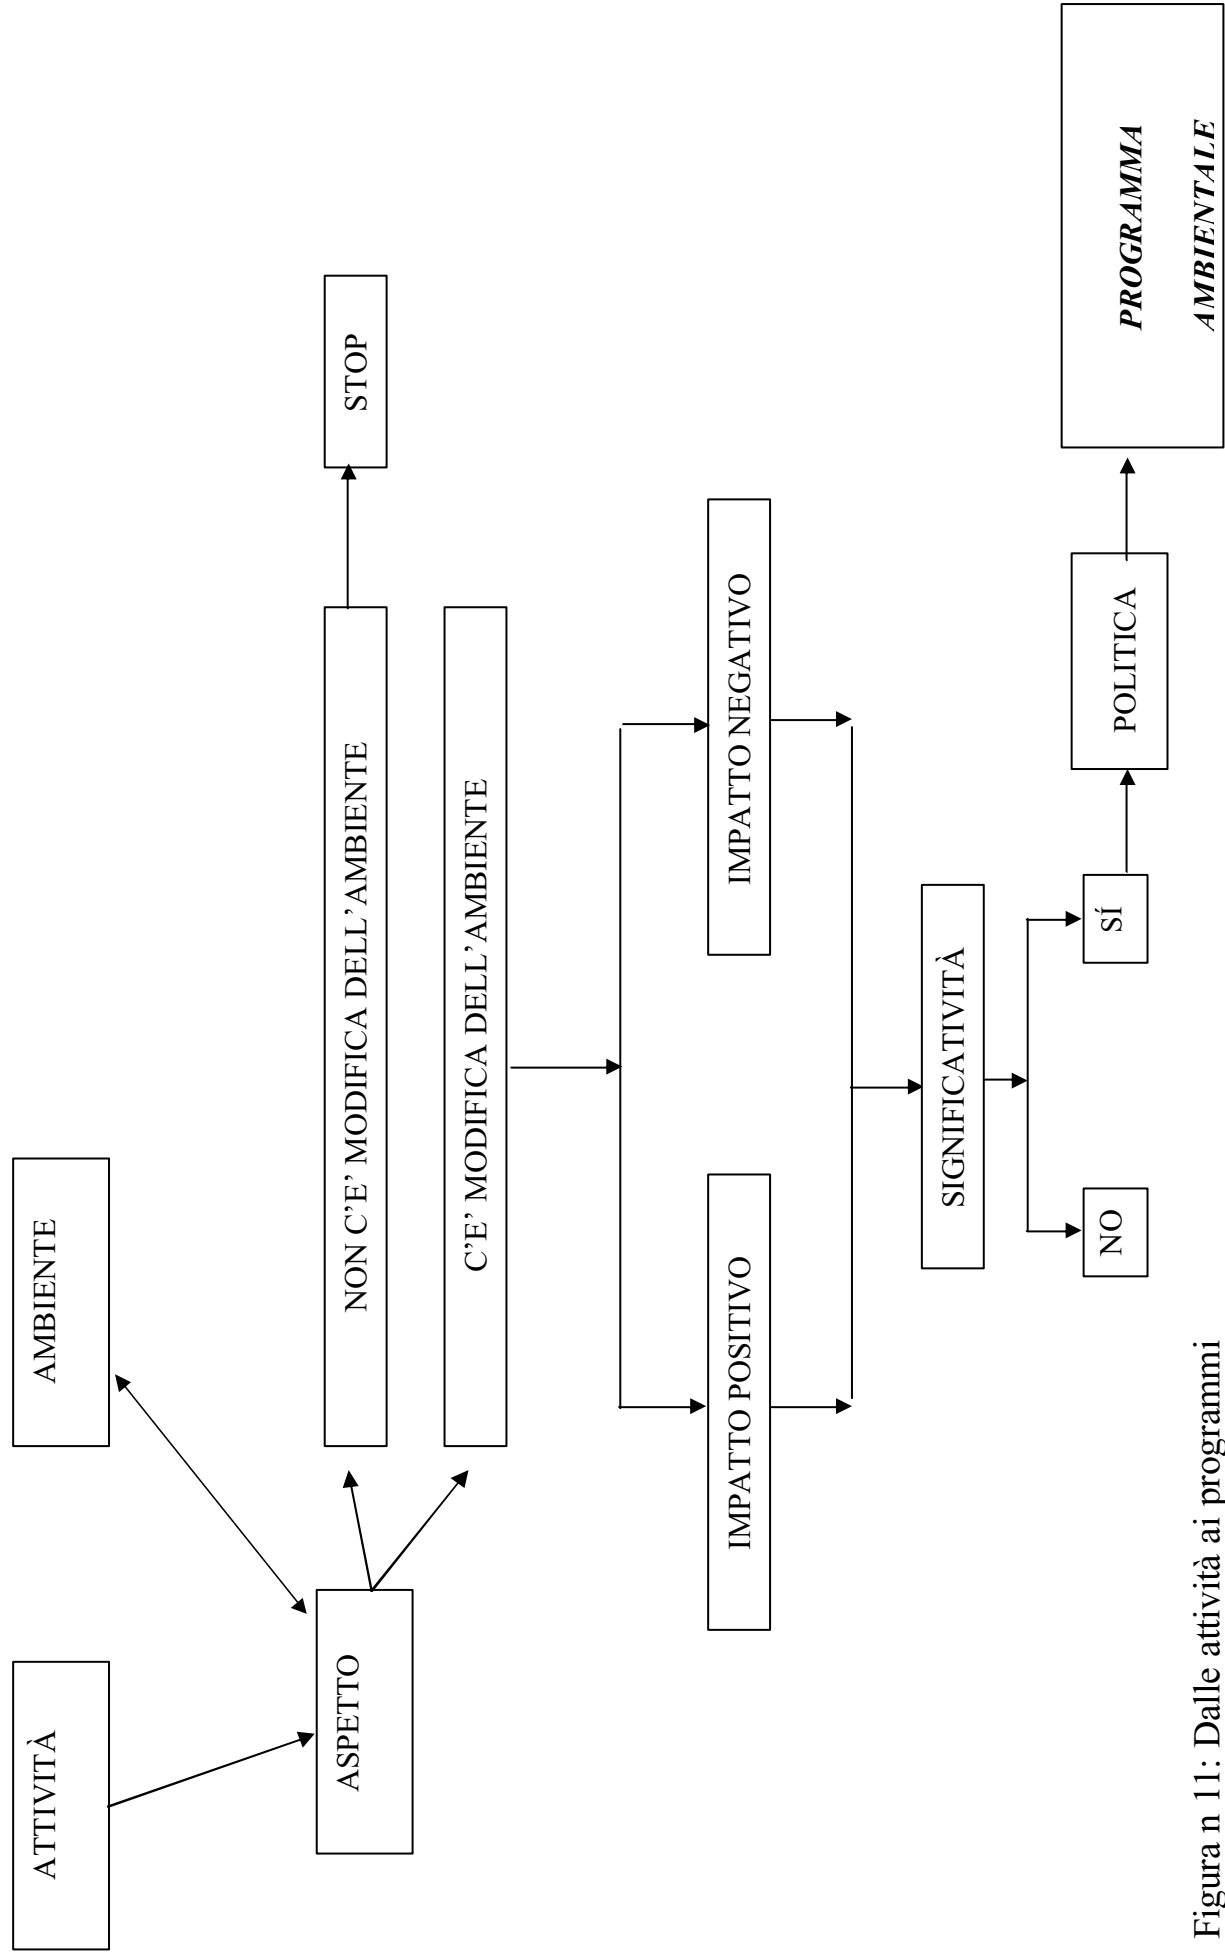 ATTIVITÀ
AMBIENTE
ASPETTO
NON C'E' MODIFICA DELL'AMBIENTE
STOP
C'E' MODIFICA DELL'AMBIENTE
IMPATTO POSITIVO
IMPATTO NEGATIVO
SIGNIFICATIVITÀ
NO
SÍ
POLITICA
PROGRAMMA
AMBIENTALE
Figura n 11: Dalle attività ai programmi